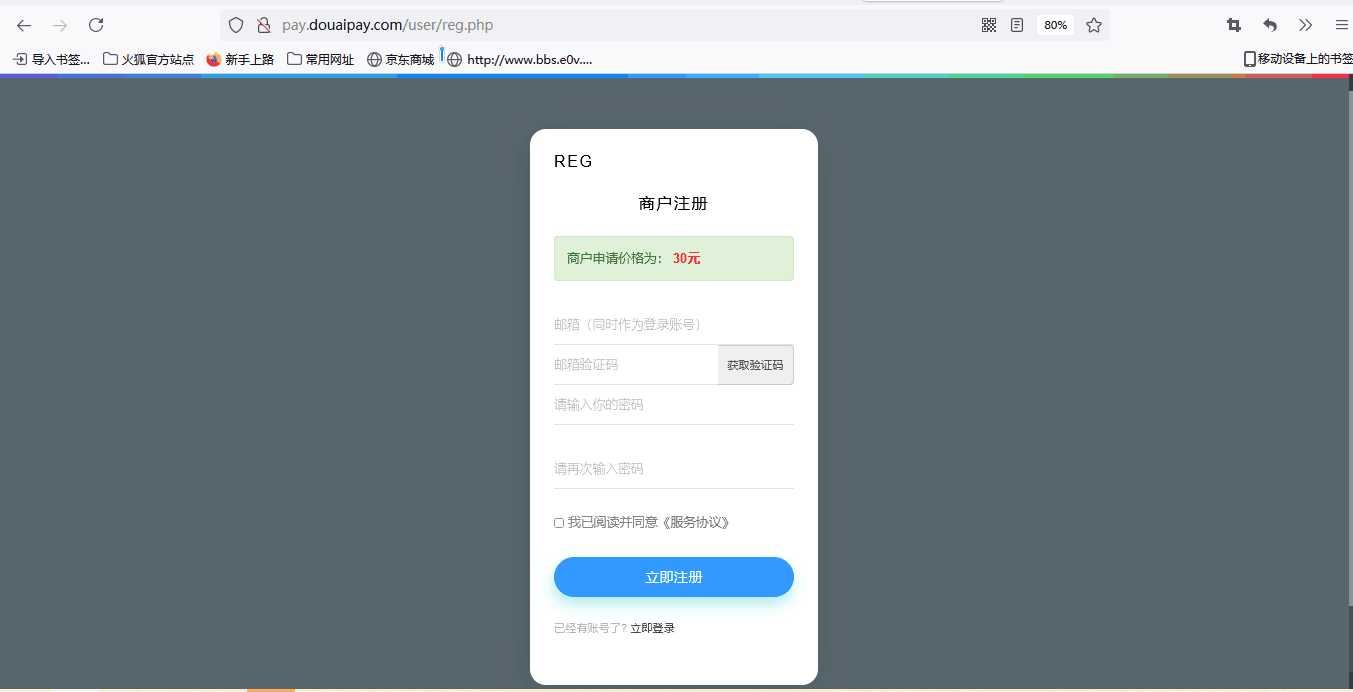 pay.douaipay.com/user/reg.php
80%
导入书签...
火狐官方站点
新手上路
常用网址
京东商城
http://www.bbs.e0v....
移动设备上的书签
REG
商户注册
商户申请价格为： 30元
邮箱（同时作为登录账号）
邮箱验证码
获取验证码
请输入你的密码
请再次输入密码
我已阅读并同意《服务协议》
立即注册
已经有账号了? 立即登录